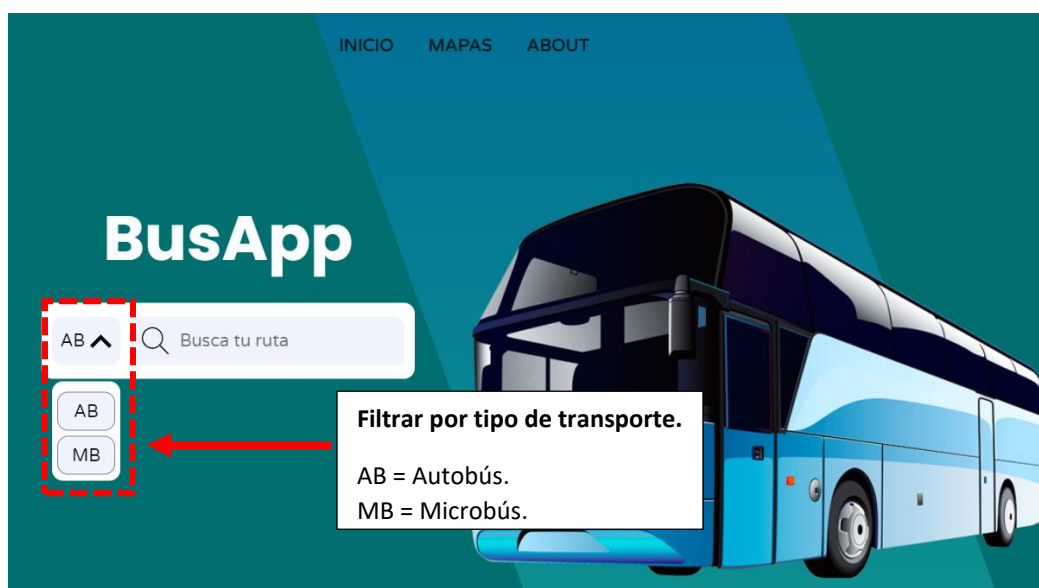 INICIO MAPAS ABOUT
BusApp
AB Busca tu ruta
AB
MB
Filtrar por tipo de transporte.
AB = Autobús.
MB = Microbús.